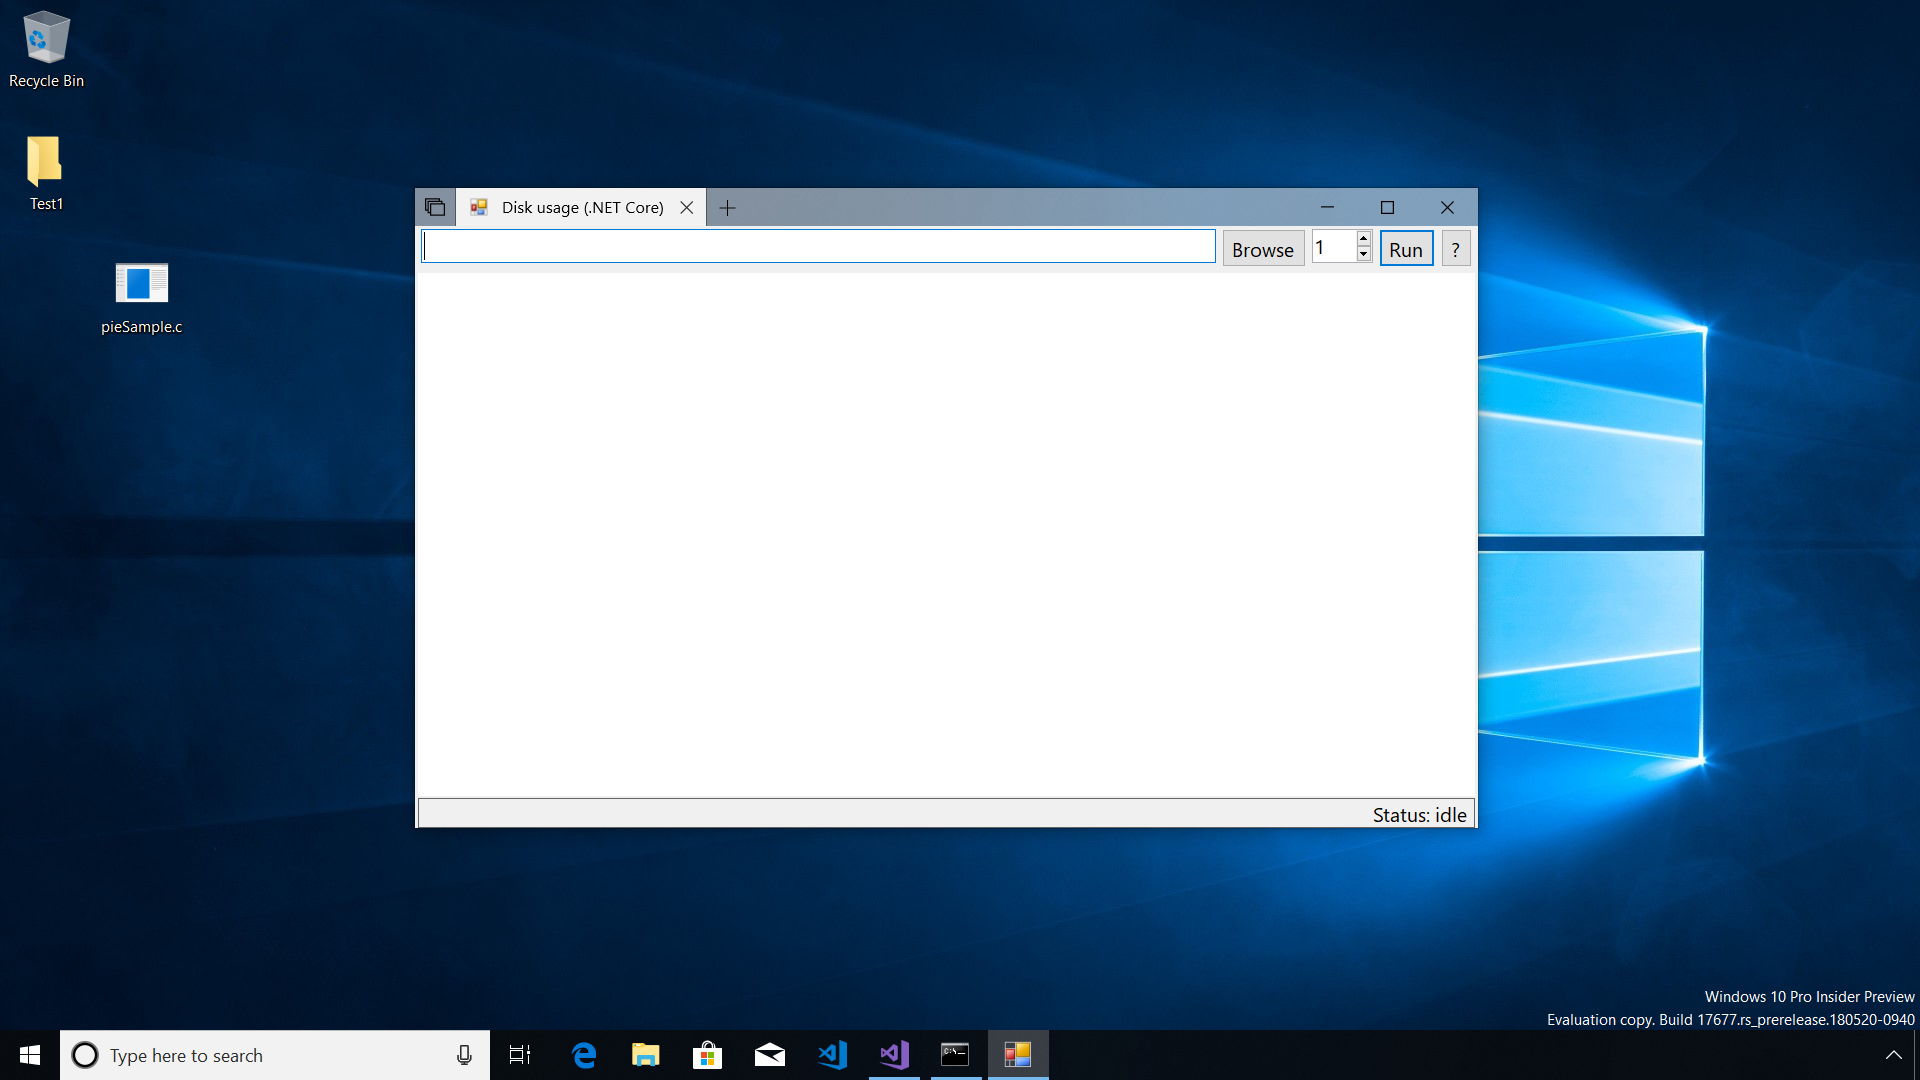 Recycle Bin
Test1
pieSample.c
Disk usage (.NET Core)
Browse
1
Run
?
Status: idle
Windows 10 Pro Insider Preview
Evaluation copy. Build 17677.rs_prerelease.180520-0940
Type here to search
C:\_